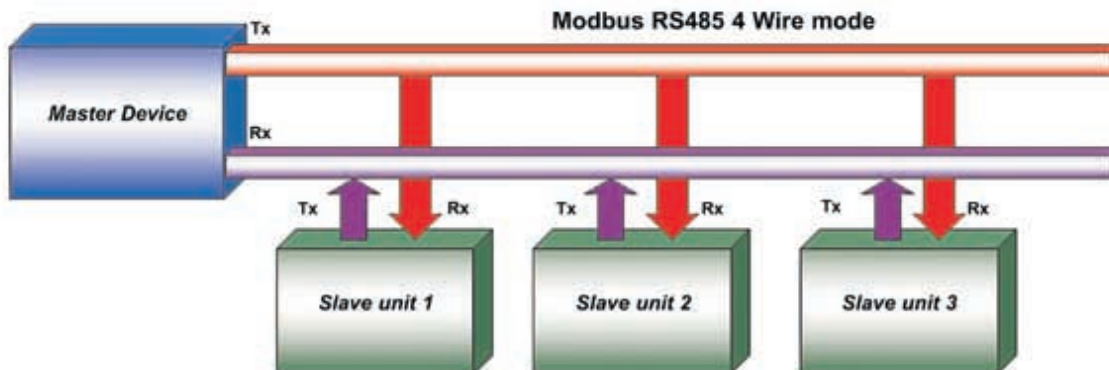 Modbus RS485 4 Wire mode
Tx
Master Device
Rx
Tx
Rx
Tx
Rx
Tx
Rx
Slave unit 1
Slave unit 2
Slave unit 3